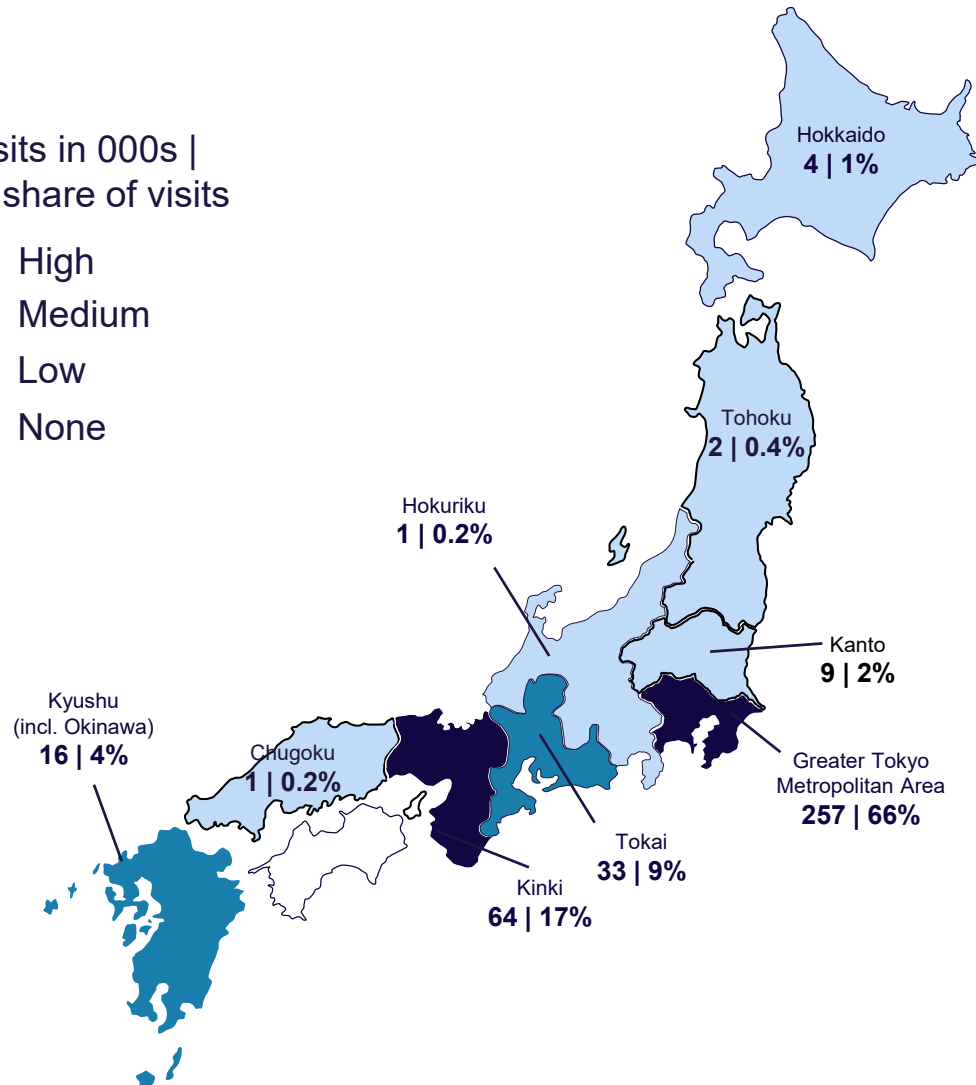 sits in 000s |
share of visits
High
Medium
Low
None
Hokkaido
4 | 1%
Tohoku
2 | 0.4%
Hokuriku
1 | 0.2%
Kanto
9 | 2%
Kyushu
(incl. Okinawa)
16 | 4%
Chugoku
1 | 0.2%
Greater Tokyo
Metropolitan Area
257 | 66%
Tokai
33 | 9%
Kinki
64 | 17%